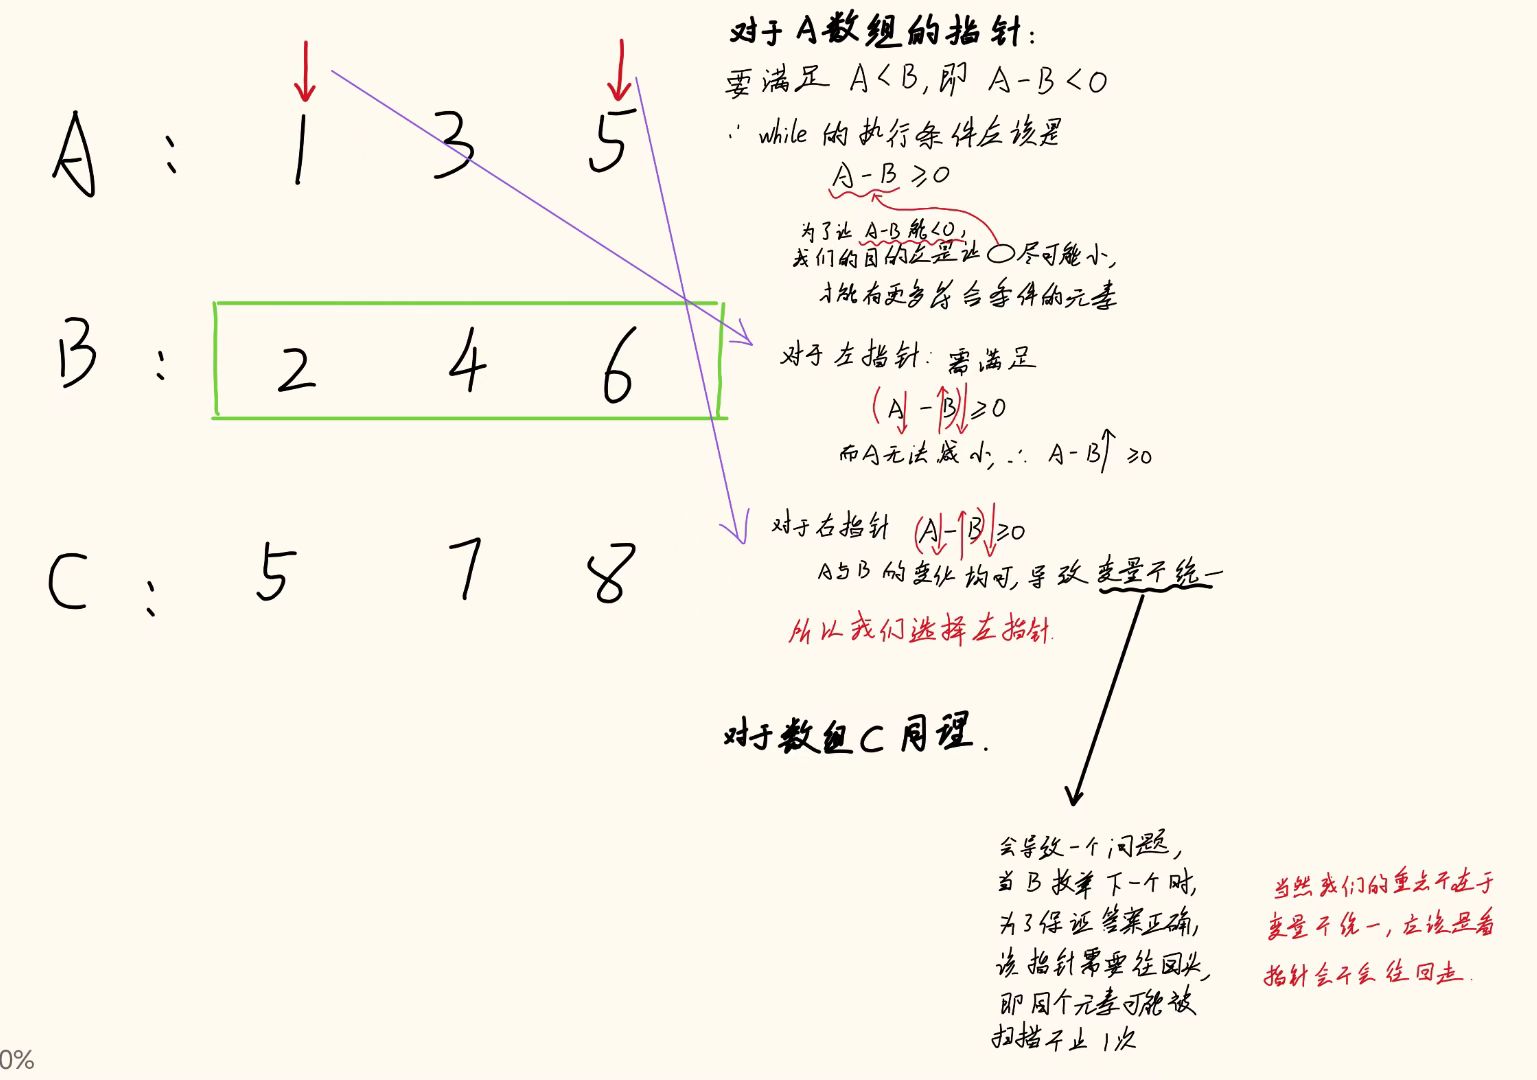 A : 1 3 5
B : 2 4 6
C : 5 7 8
对于A数组的指针:
要满足 A<B,即 A-B<0
∵ while 的执行条件应该是
A-B ≥0
为了让 A-B 能<0,
我们的目的应是让 尽可能小,
才能有更多符合条件的元素
对于左指针: 需满足
(A↓ -↑B)↓≥0
而A无法减小, ∴ A-B↑ ≥0
对于右指针 (A↓-↑B)↓≥0
A与B的变化均可,导致变量不统一
所以我们选择左指针.
对于数组C同理.
会导致一个问题,
当B枚举下一个时,
为了保证答案正确,
该指针需要往回头,
即同个元素可能被
扫描不止1次
当然我们的重点不在于
变量不统一,应该是看
指针会不会往回走.
0%